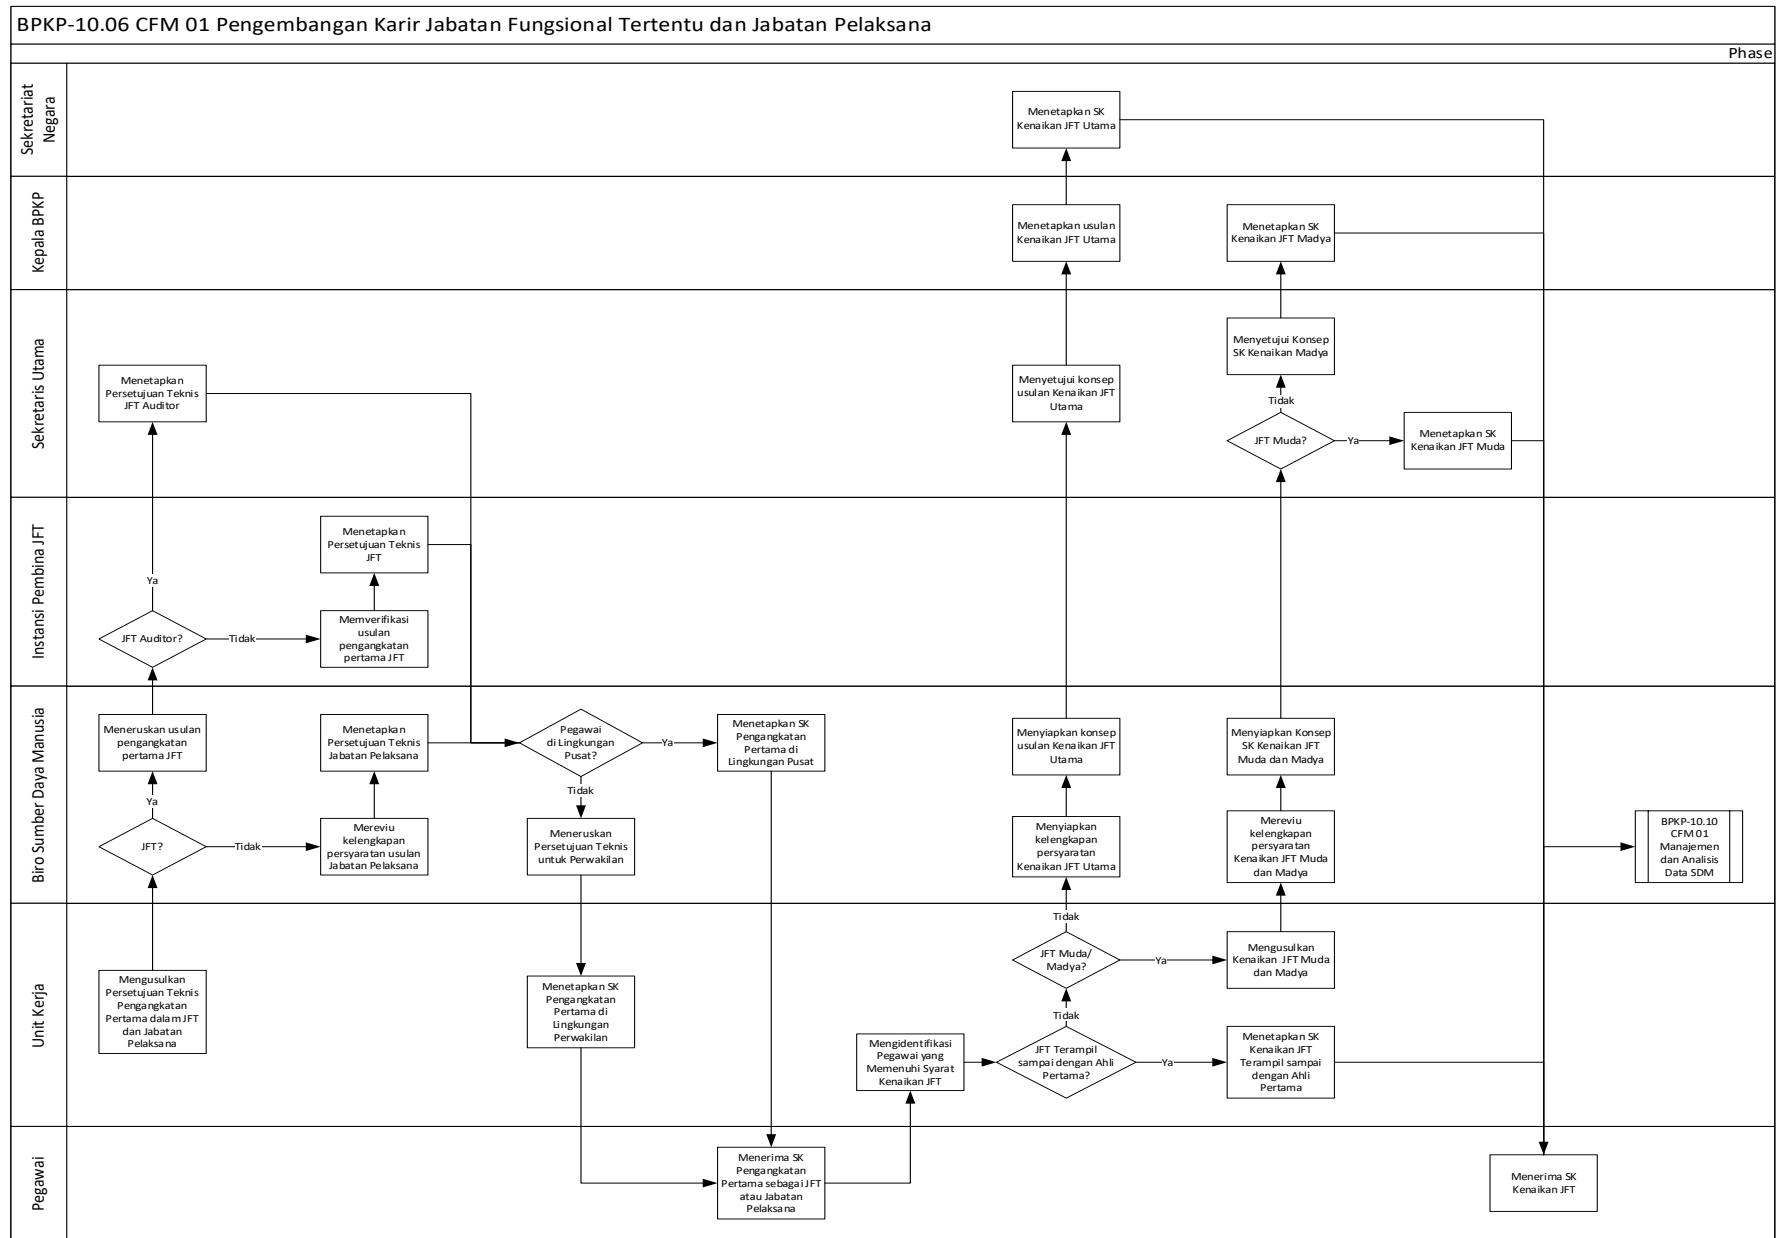 BPKP-10.06 CFM 01 Pengembangan Karir Jabatan Fungsional Tertentu dan Jabatan Pelaksana
Phase
Sekretariat
Negara
Menetapkan SK
Kenaikan JFT Utama
Kepala BPKP
Menetapkan usulan
Kenaikan JFT Utama
Menetapkan SK
Kenaikan JFT Madya
Sekretaris Utama
Menetapkan
Persetujuan Teknis
JFT Auditor
Menyetujui konsep
usulan Kenaikan JFT
Utama
Menyetujui Konsep
SK Kenaikan Madya
Tidak
JFT Muda?
Ya
Menetapkan SK
Kenaikan JFT Muda
Instansi Pembina JFT
Ya
JFT Auditor?
Tidak
Menetapkan
Persetujuan Teknis
JFT
Memverifikasi
usulan
pengangkatan
pertama JFT
Biro Sumber Daya Manusia
Meneruskan usulan
pengangkatan
pertama JFT
Ya
JFT?
Tidak
Menetapkan
Persetujuan Teknis
Jabatan Pelaksana
Mereviu
kelengkapan
persyaratan usulan
Jabatan Pelaksana
Pegawai
di Lingkungan
Pusat?
Ya
Tidak
Menetapkan SK
Pengangkatan
Pertama di
Lingkungan Pusat
Meneruskan
Persetujuan Teknis
untuk Perwakilan
Menyiapkan konsep
usulan Kenaikan JFT
Utama
Menyiapkan
kelengkapan
persyaratan
Kenaikan JFT Utama
Menyiapkan Konsep
SK Kenaikan JFT
Muda dan Madya
Mereviu
kelengkapan
persyaratan
Kenaikan JFT Muda
dan Madya
BPKP-10.10
CFM 01
Manajemen
dan Analisis
Data SDM
Unit Kerja
Mengusulkan
Persetujuan Teknis
Pengangkatan
Pertama dalam JFT
dan Jabatan
Pelaksana
Menetapkan SK
Pengangkatan
Pertama di
Lingkungan
Perwakilan
Mengidentifikasi
Pegawai yang
Memenuhi Syarat
Kenaikan JFT
Tidak
JFT Muda/
Madya?
Ya
Mengusulkan
Kenaikan JFT Muda
dan Madya
Tidak
JFT Terampil
sampai dengan Ahli
Pertama?
Ya
Menetapkan SK
Kenaikan JFT
Terampil sampai
dengan Ahli
Pertama
Pegawai
Menerima SK
Pengangkatan
Pertama sebagai JFT
atau Jabatan
Pelaksana
Menerima SK
Kenaikan JFT